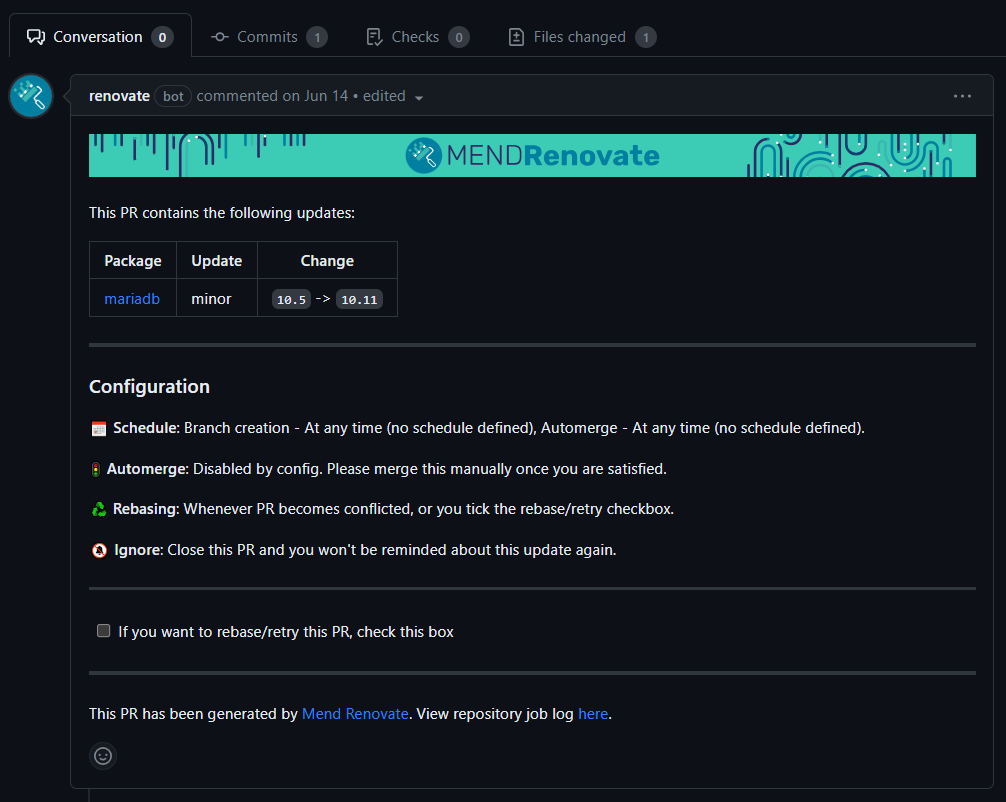 Conversation 0 Commits 1 Checks 0 Files changed 1
renovate bot commented on Jun 14 • edited
MEND Renovate
This PR contains the following updates:
Package Update Change
mariadb minor 10.5 -> 10.11
Configuration
📅 Schedule: Branch creation - At any time (no schedule defined), Automerge - At any time (no schedule defined).
🚦 Automerge: Disabled by config. Please merge this manually once you are satisfied.
♻ Rebasing: Whenever PR becomes conflicted, or you tick the rebase/retry checkbox.
🔕 Ignore: Close this PR and you won't be reminded about this update again.
If you want to rebase/retry this PR, check this box
This PR has been generated by Mend Renovate. View repository job log here.